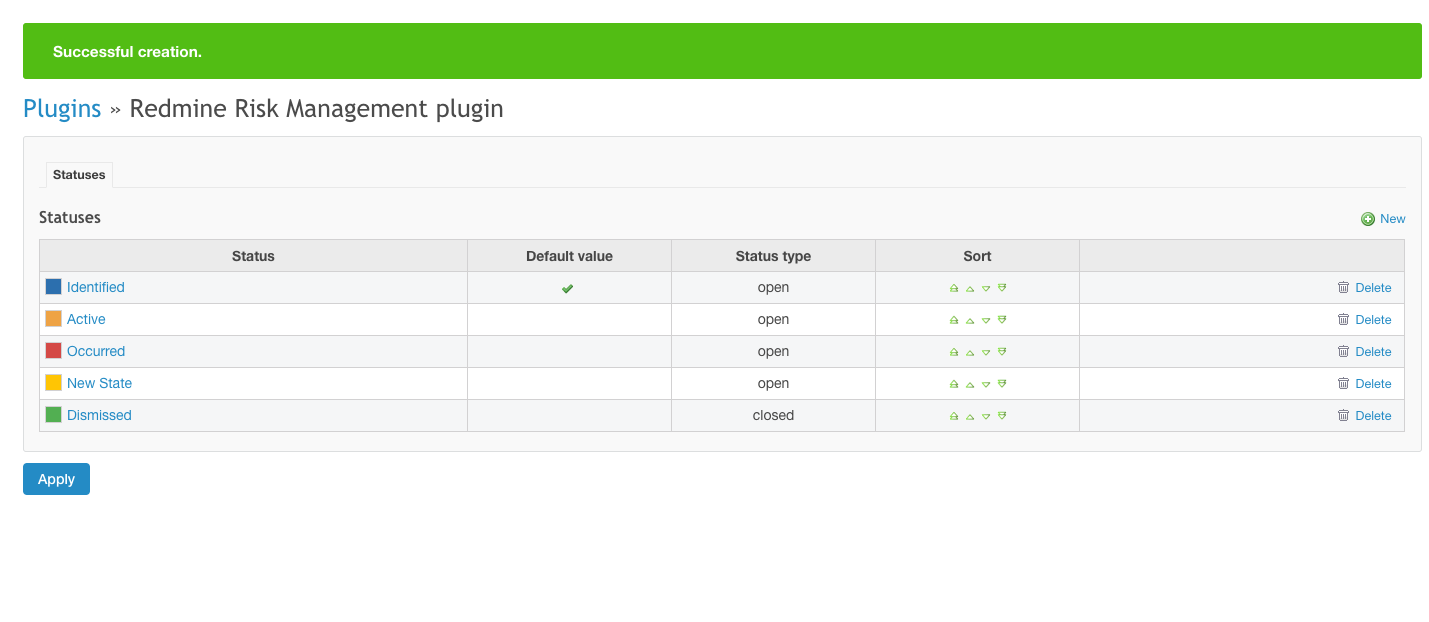 Successful creation.
Plugins » Redmine Risk Management plugin
Statuses
Statuses New
Status Default value Status type Sort
Identified open Delete
Active open Delete
Occurred open Delete
New State open Delete
Dismissed closed Delete
Apply